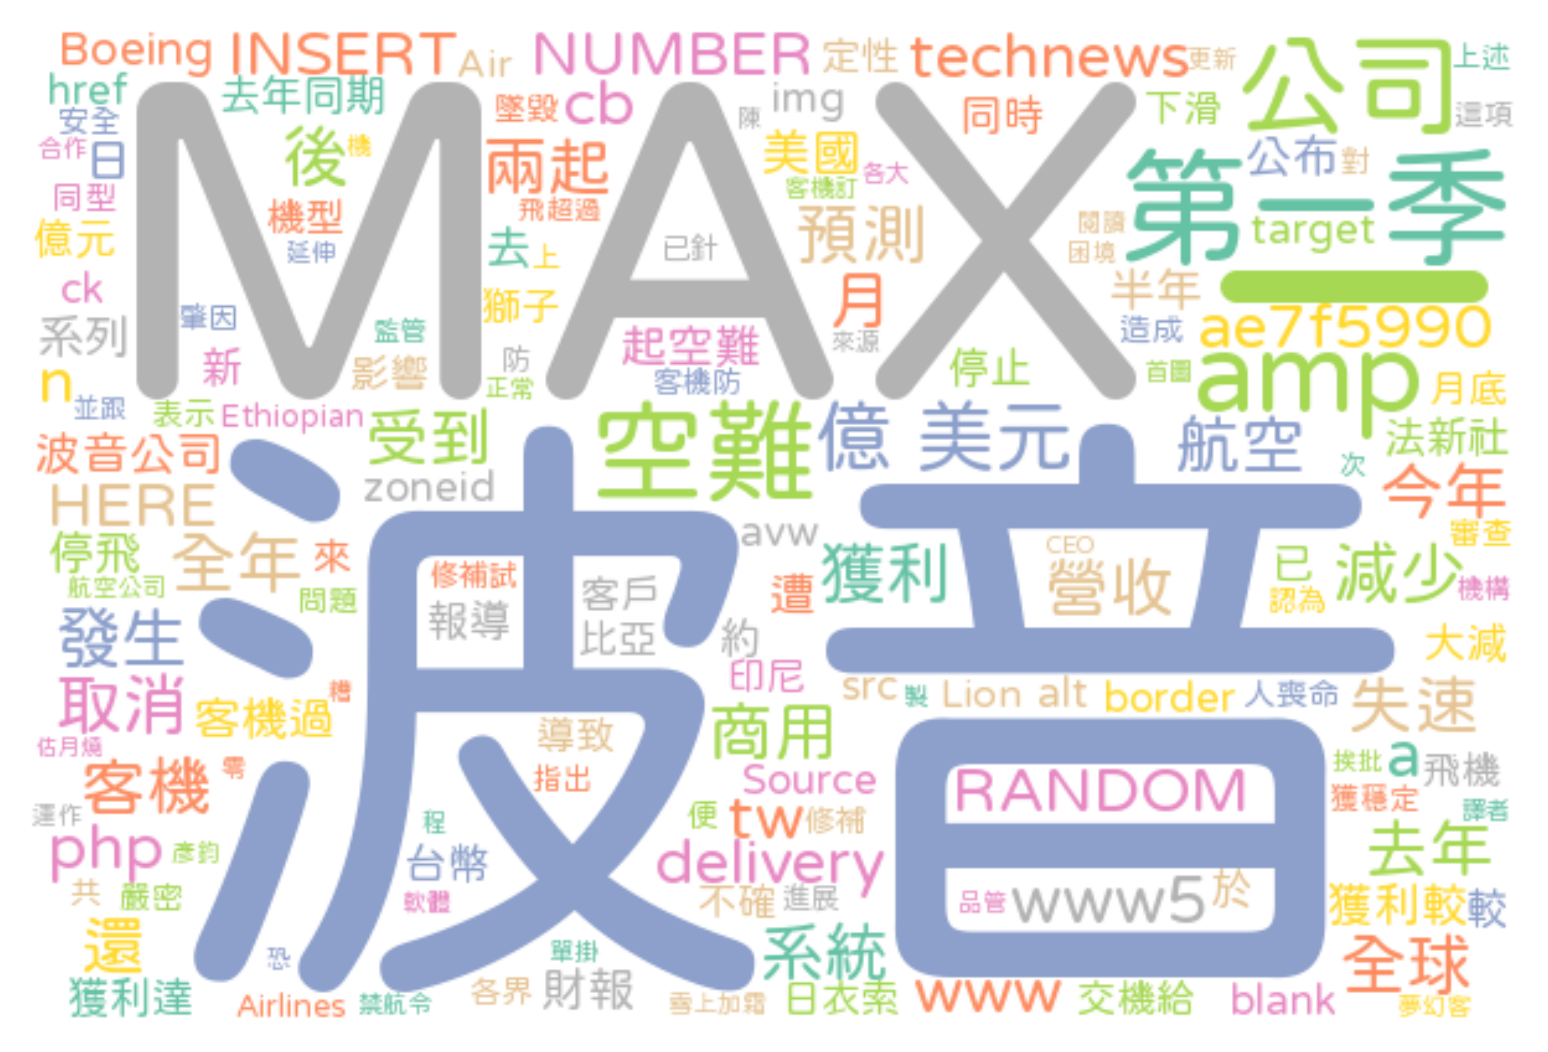 Boeing INSERT Air NUMBER 定性 technews 更新 公司 上述
href 去年同期 墜毀 cb 陳 img 同時 下滑 這項
MAX
安全 合作 日 後 機 兩起 美國 各大 客機訂 公布 對
同型 機型 飛超過 預測 閱讀 第一季
億元 延伸 去 上 已針 困境 target
ck 獅子 月 半年 一
系列 肇因 監管 起空難 來源 造成 ae7f5990
新 影響 防 正常 客機防 停止 首圖 amp 月底
n 並跟 表示 Ethiopian 受到 空難 億 美元 航空 法新社
波音公司 zoneid 次 今年
波音
HERE avw CEO 審查
停飛 全年 來 修補試 客戶 遭 獲利 營收 已 減少 機構
航空公司 問題 報導 比亞 約 認為
發生 印尼 大減
取消 客機過 糟 src 製 Lion alt border 人喪命 失速
估月燒 導致 商用
客機 零 指出 Source RANDOM 挨批 a 飛機
運作 程 便 tw 修補 獲穩定 譯者
php 彥鈞 台幣 delivery 去年
共 嚴密 軟體 不確 進展 品管 www5 於 獲利較 較
還 恐 單掛 系統 全球
獲利達 Airlines 禁航令 各界 財報 雪上加霜 日衣索 www 交機給 blank 夢幻客